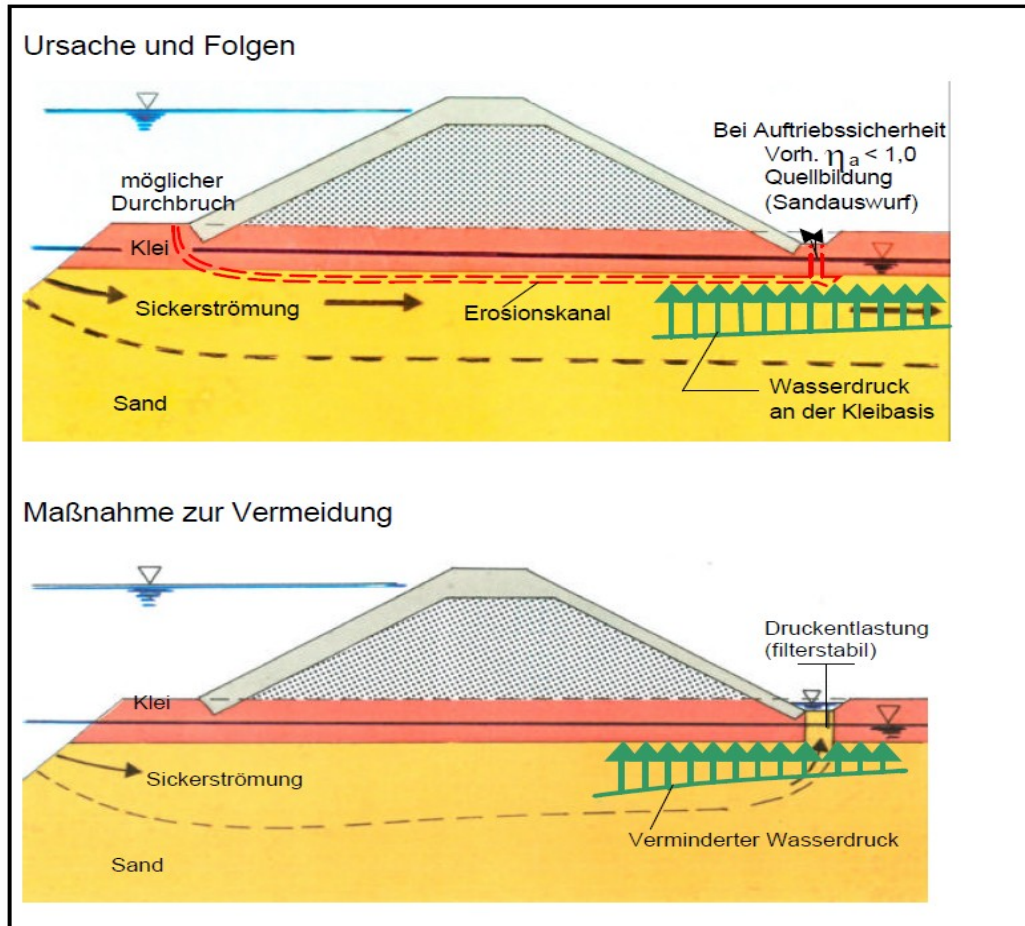 Ursache und Folgen
Bei Auftriebssicherheit
Vorh. ηa < 1,0
Quellbildung
(Sandauswurf)
möglicher
Durchbruch
Klei
Sickerströmung
Erosionskanal
Wasserdruck
an der Kleibasis
Sand
Maßnahme zur Vermeidung
Druckentlastung
(filterstabil)
Klei
Sickerströmung
Verminderter Wasserdruck
Sand